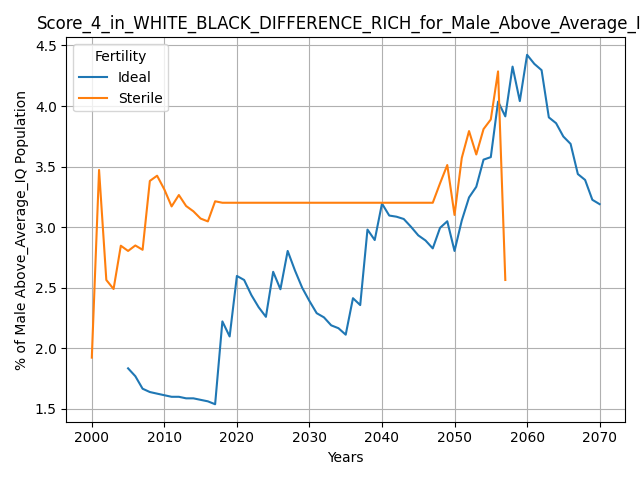 Score_4_in_WHITE_BLACK_DIFFERENCE_RICH_for_Male_Above_Average_I
Fertility
Ideal
Sterile
% of Male Above_Average_IQ Population
4.5
4.0
3.5
3.0
2.5
2.0
1.5
2000 2010 2020 2030 2040 2050 2060 2070
Years